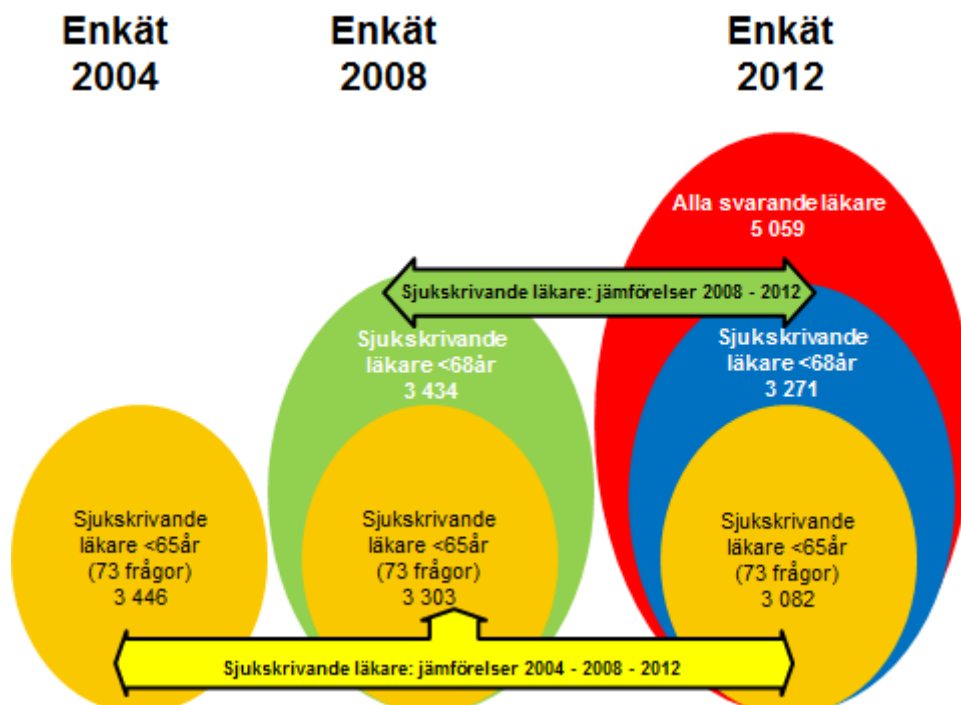 Enkät
2004
Enkät
2008
Enkät
2012
Alla svarande läkare
5 059
Sjukskrivande läkare: jämförelser 2008 - 2012
Sjukskrivande
läkare <68år
3 434
Sjukskrivande
läkare <68år
3 271
Sjukskrivande
läkare <65år
(73 frågor)
3 446
Sjukskrivande
läkare <65år
(73 frågor)
3 303
Sjukskrivande
läkare <65år
(73 frågor)
3 082
Sjukskrivande läkare: jämförelser 2004 - 2008 - 2012